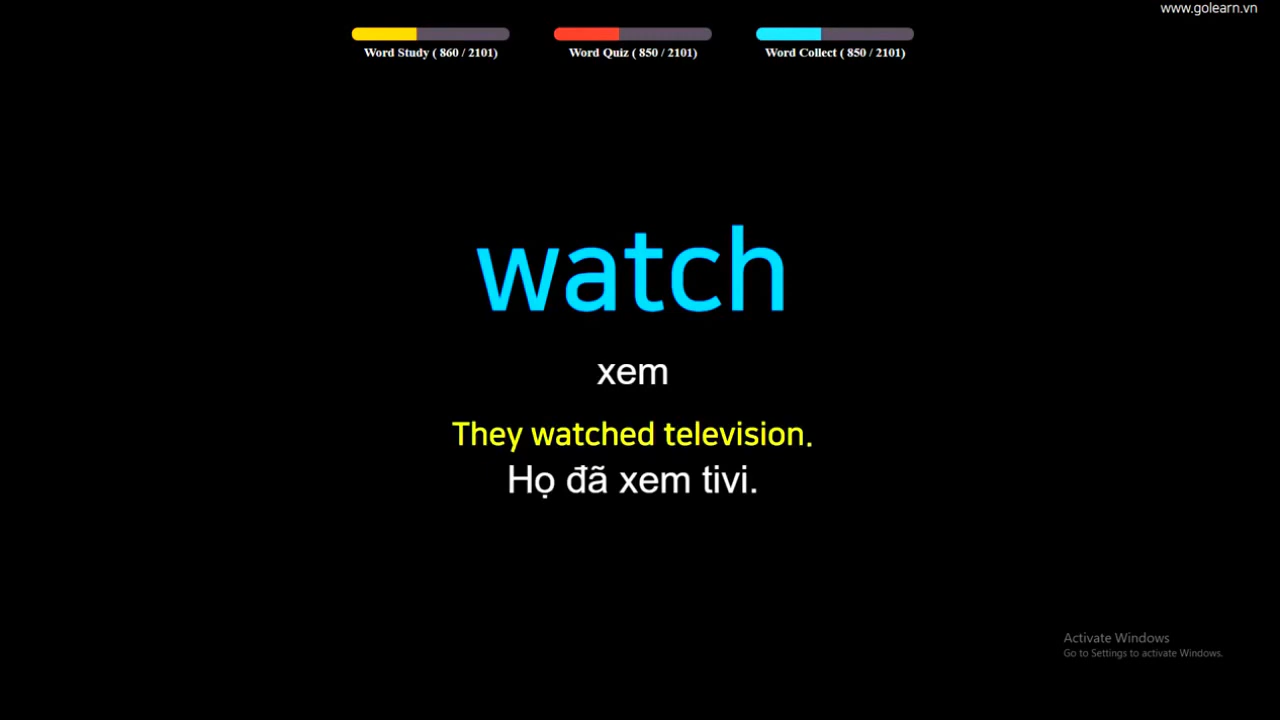 www.golearn.vn
Word Study ( 860 / 2101)
Word Quiz ( 850 / 2101)
Word Collect ( 850 / 2101)
watch
xem
They watched television.
Họ đã xem tivi.
Activate Windows
Go to Settings to activate Windows.